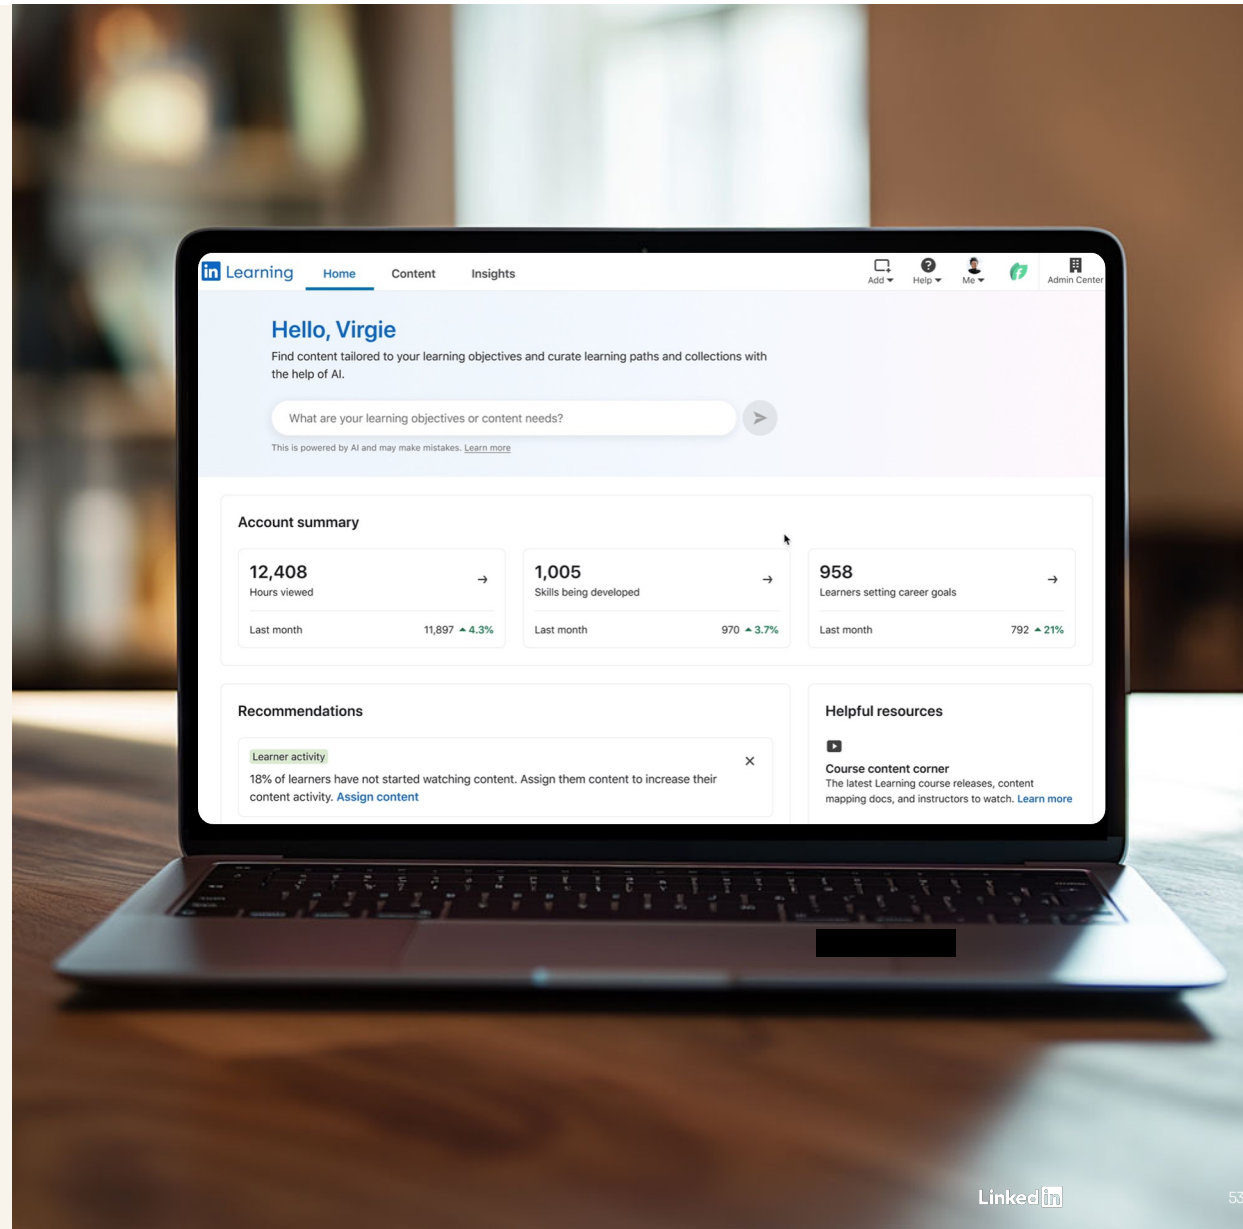 in Learning
Home
Content
Insights
Add
Help
Me
Admin Center
Hello, Virgie
Find content tailored to your learning objectives and curate learning paths and collections with
the help of AI.
What are your learning objectives or content needs?
This is powered by AI and may make mistakes. Learn more
Account summary
12,408
Hours viewed
Last month 11,897 4.3%
1,005
Skills being developed
Last month 970 3.7%
958
Learners setting career goals
Last month 792 21%
Recommendations
Learner activity
18% of learners have not started watching content. Assign them content to increase their
content activity. Assign content
Helpful resources
Course content corner
The latest Learning course releases, content
mapping docs, and instructors to watch. Learn more
Linked in
53